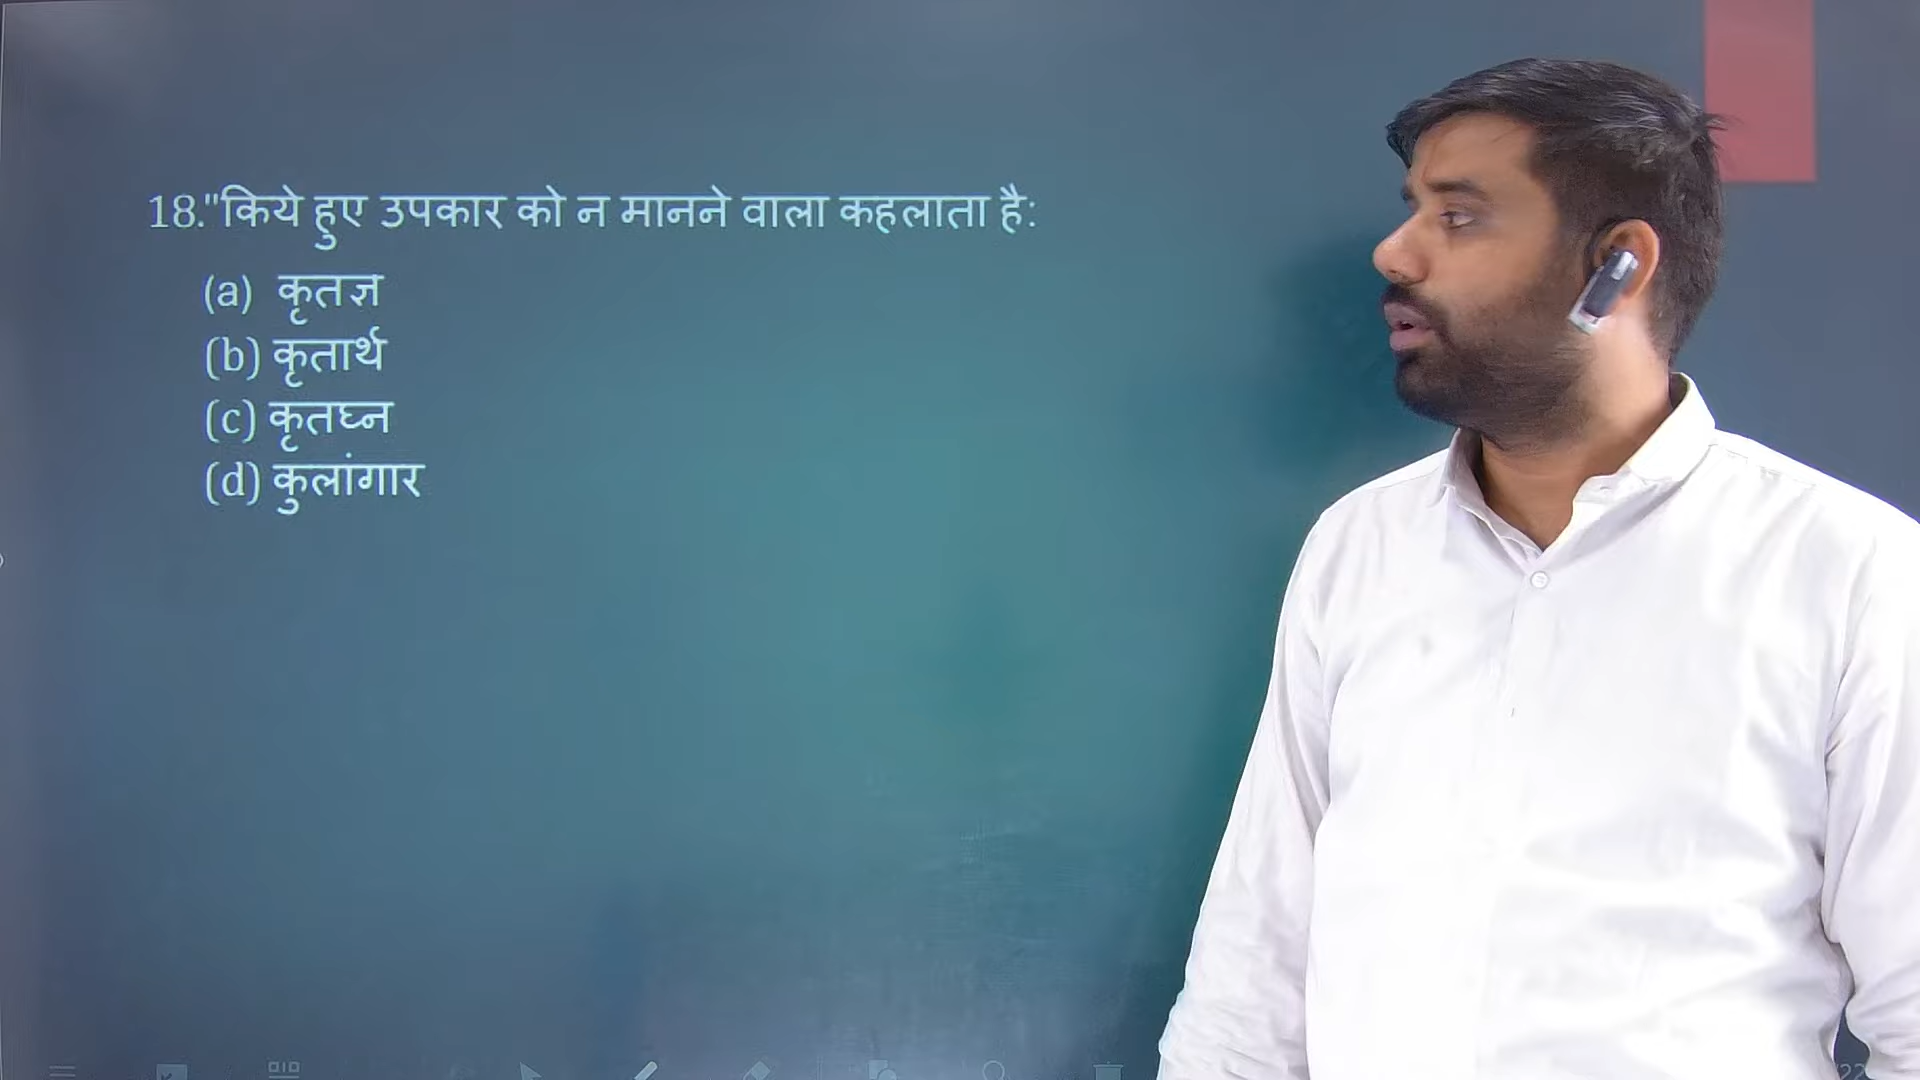 18."किये हुए उपकार को न मानने वाला कहलाता है:
(a) कृतज्ञ
(b) कृतार्थ
(c) कृतघ्न
(d) कुलांगार